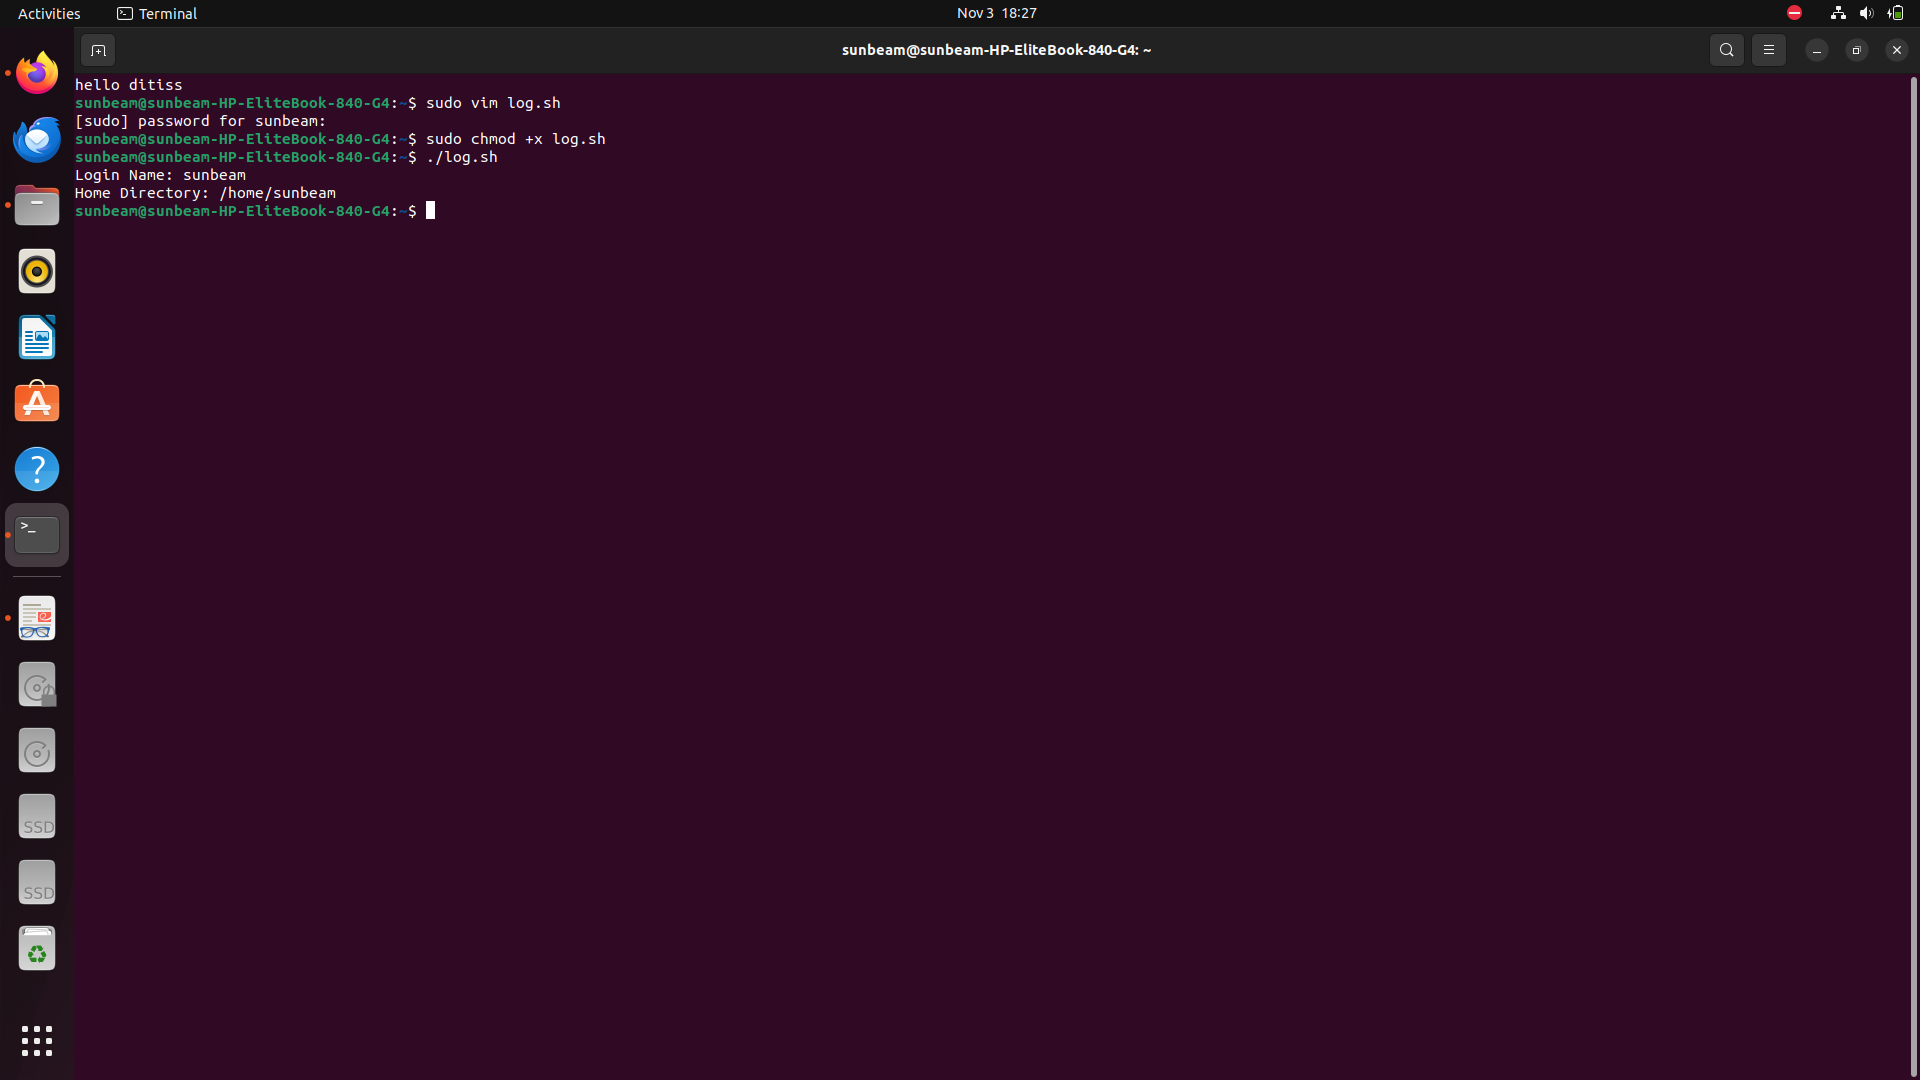 Activities
Terminal
Nov 3 18:27
sunbeam@sunbeam-HP-EliteBook-840-G4: ~
hello ditiss
sunbeam@sunbeam-HP-EliteBook-840-G4:~$ sudo vim log.sh
[sudo] password for sunbeam:
sunbeam@sunbeam-HP-EliteBook-840-G4:~$ sudo chmod +x log.sh
sunbeam@sunbeam-HP-EliteBook-840-G4:~$ ./log.sh
Login Name: sunbeam
Home Directory: /home/sunbeam
sunbeam@sunbeam-HP-EliteBook-840-G4:~$
?
>_
SSD
SSD